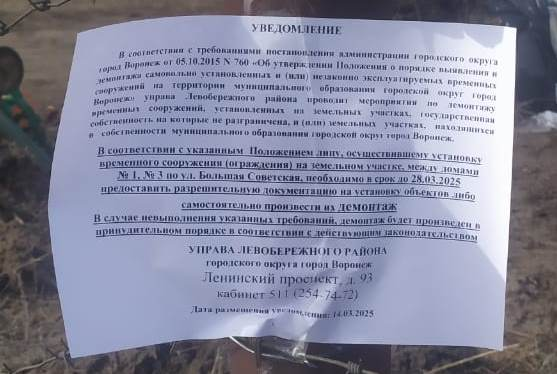 УВЕДОМЛЕНИЕ
В соответствии с требованиями постановления администрации городского округа
город Воронеж от 05.10.2015 N 760 «Об утверждении Положения о порядке выявления и
демонтажа самовольно установленных и (или) незаконно эксплуатируемых временных
сооружений на территории муниципального образования городской округ город
Воронеж» управа Левобережного района проводит мероприятия по демонтажу
временных сооружений, установленных на земельных участках, государственная
собственность на которые не разграничена, и (или) земельных участках, находящихся
в собственности муниципального образования городской округ город Воронеж.
В соответствии с указанным Положением лицу, осуществившему установку
временного сооружения (ограждения) на земельном участке, между домами
№ 1, № 3 по ул. Большая Советская, необходимо в срок до 28.03.2025
предоставить разрешительную документацию на установку объектов либо
самостоятельно произвести их ДЕМОНТАЖ
В случае невыполнения указанных требований, демонтаж будет произведен в
принудительном порядке в соответствии с действующим законодательством
УПРАВА ЛЕВОБЕРЕЖНОГО РАЙОНА
городского округа город Воронеж
Ленинский проспект, д. 93
кабинет 511 (254-74-72)
Дата размещения уведомления: 14.03.2025